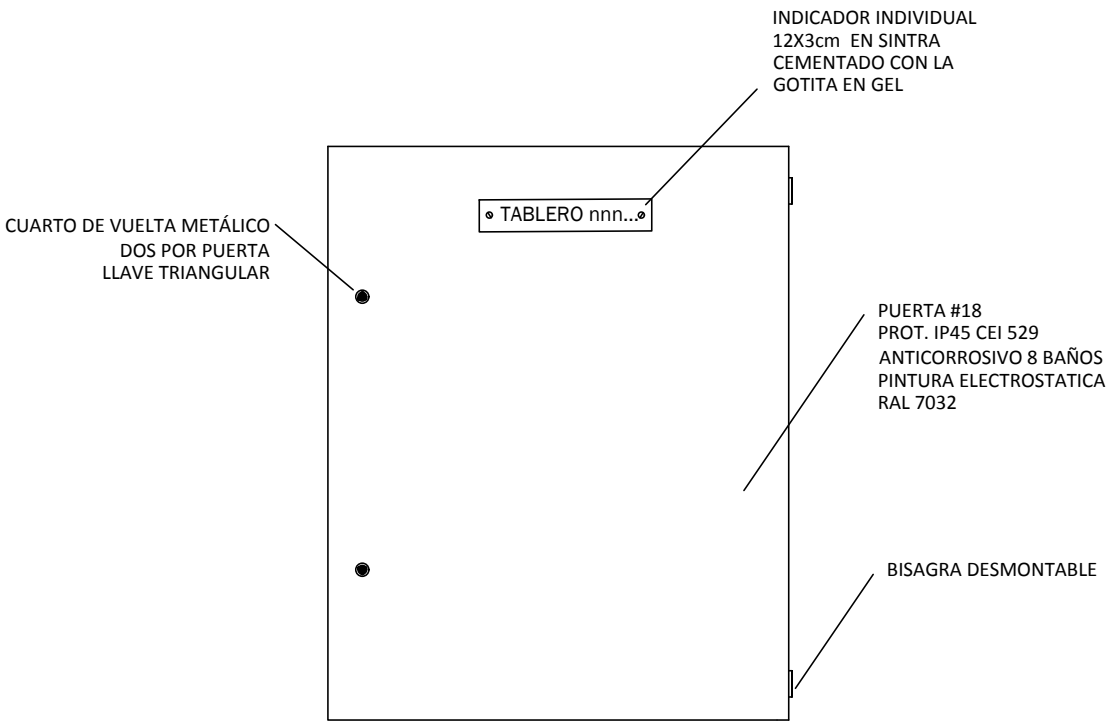 INDICADOR INDIVIDUAL
12X3cm EN SINTRA
CEMENTADO CON LA
GOTITA EN GEL
TABLERO nnn...
CUARTO DE VUELTA METÁLICO
DOS POR PUERTA
LLAVE TRIANGULAR
PUERTA #18
PROT. IP45 CEI 529
ANTICORROSIVO 8 BAÑOS
PINTURA ELECTROSTATICA
RAL 7032
BISAGRA DESMONTABLE